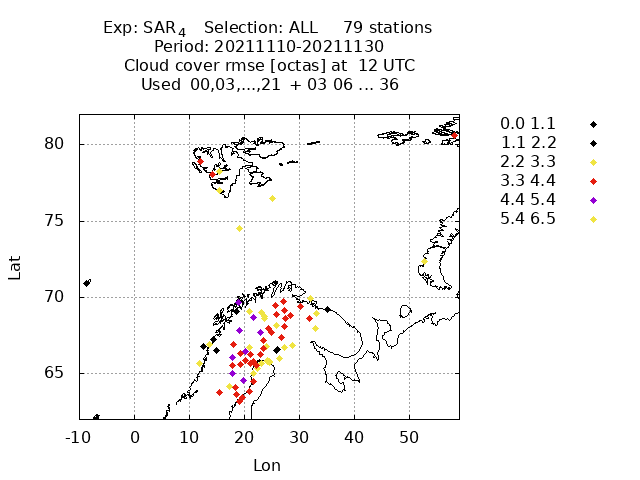 Exp: SAR4 Selection: ALL 79 stations
Period: 20211110-20211130
Cloud cover rmse [octas] at 12 UTC
Used 00,03,...,21 + 03 06 ... 36
0.0 1.1
1.1 2.2
2.2 3.3
3.3 4.4
4.4 5.4
5.4 6.5
80
75
70
65
Lat
-10 0 10 20 30 40 50
Lon